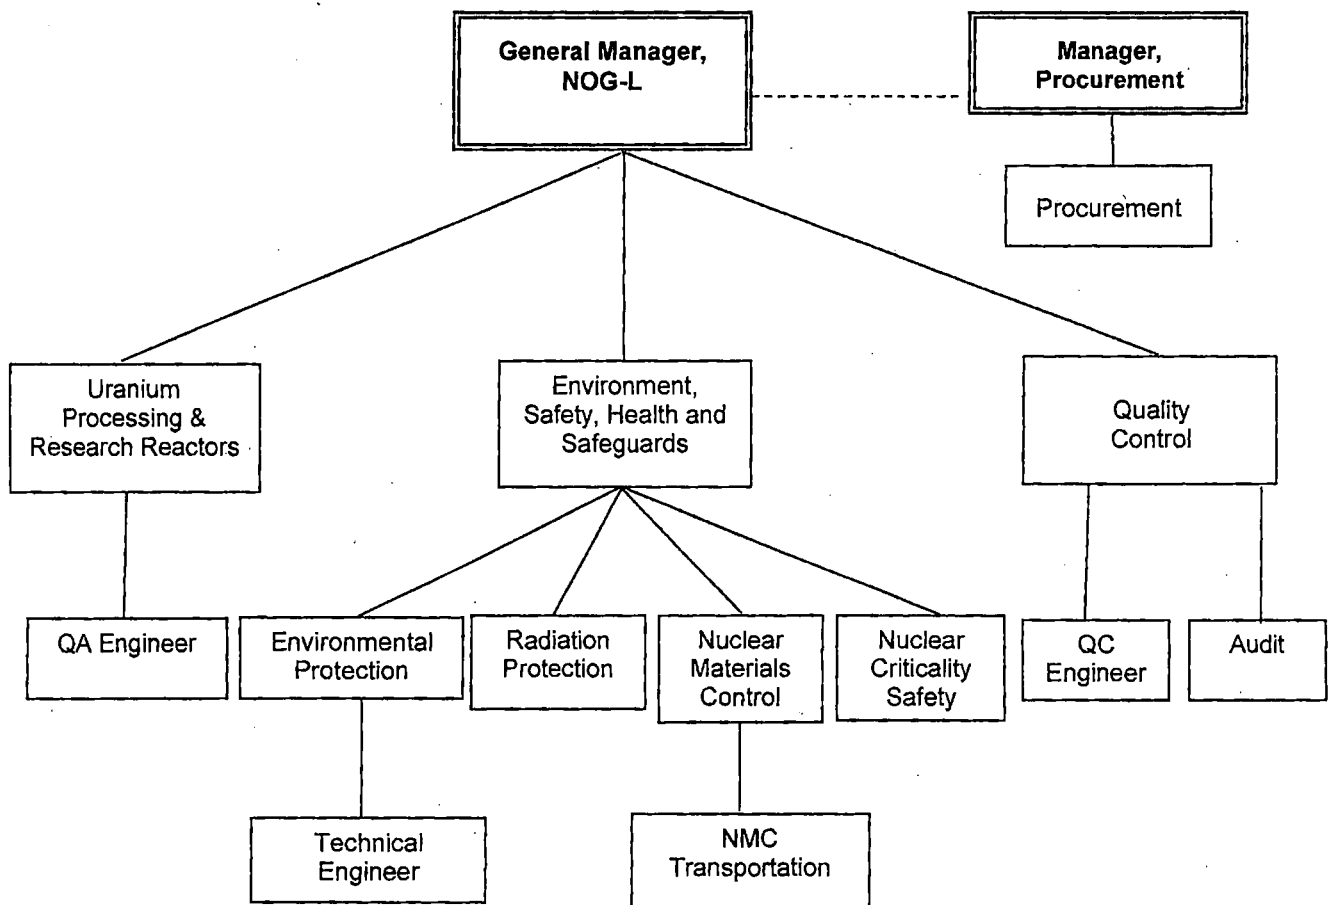 General Manager,
NOG-L
Manager,
Procurement
Procurement
Uranium
Processing &
Research Reactors
Environment,
Safety, Health and
Safeguards
Quality
Control
QA Engineer
Environmental
Protection
Radiation
Protection
Nuclear
Materials
Control
Nuclear
Criticality
Safety
QC
Engineer
Audit
Technical
Engineer
NMC
Transportation